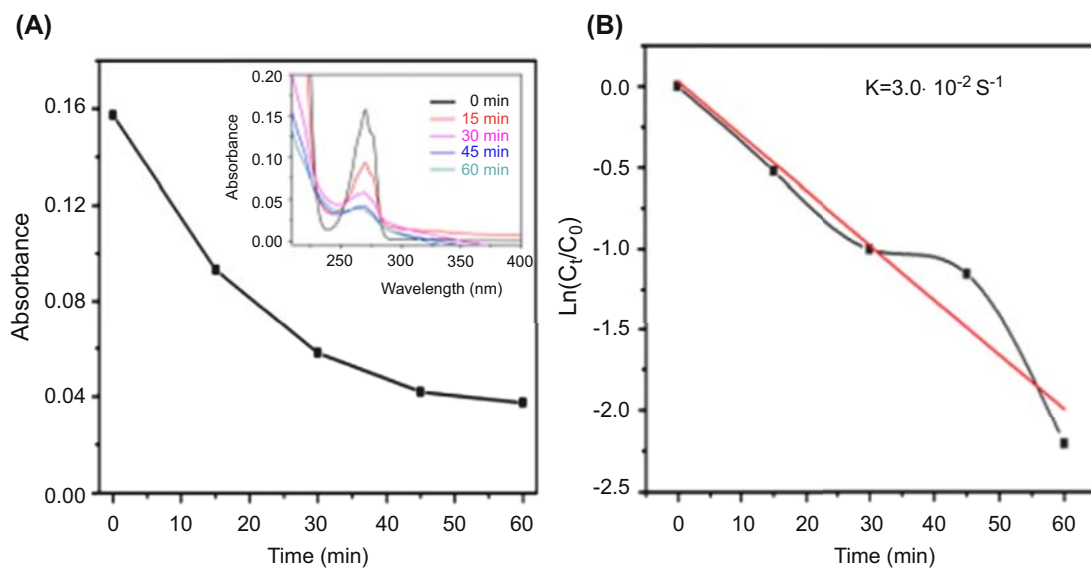 (A)
Absorbance
0.16
0.12
0.08
0.04
0.00
0 10 20 30 40 50 60
Time (min)
Absorbance
0.20
0.15
0.10
0.05
0.00
250 300 350 400
Wavelength (nm)
0 min
15 min
30 min
45 min
60 min
(B)
Ln(Ct/C0)
0.0
-0.5
-1.0
-1.5
-2.0
-2.5
0 10 20 30 40 50 60
Time (min)
K=3.0· 10-2 S-1